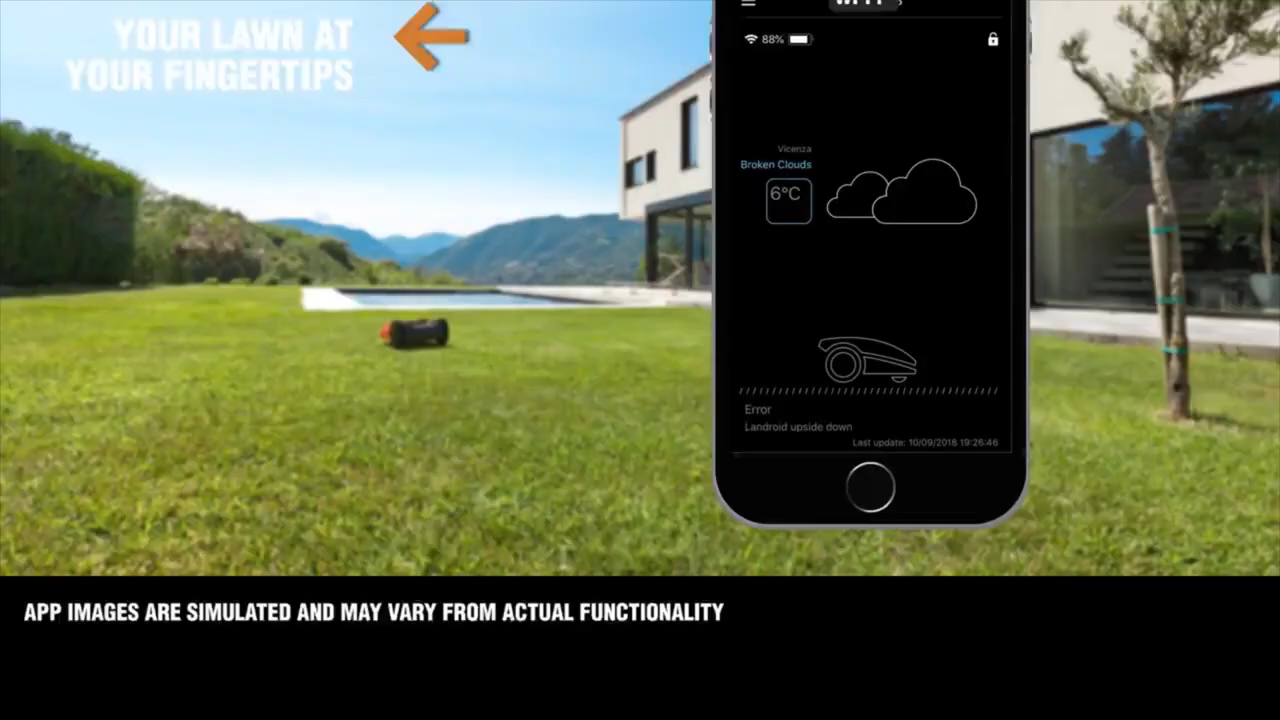 YOUR LAWN AT
YOUR FINGERTIPS
88%
Vicenza
Broken Clouds
6°C
Error
Landroid upside down
Last update: 10/09/2018 19:26:46
APP IMAGES ARE SIMULATED AND MAY VARY FROM ACTUAL FUNCTIONALITY